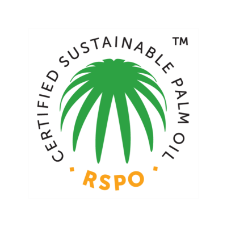 CERTIFIED SUSTAINABLE PALM OIL ™
RSPO